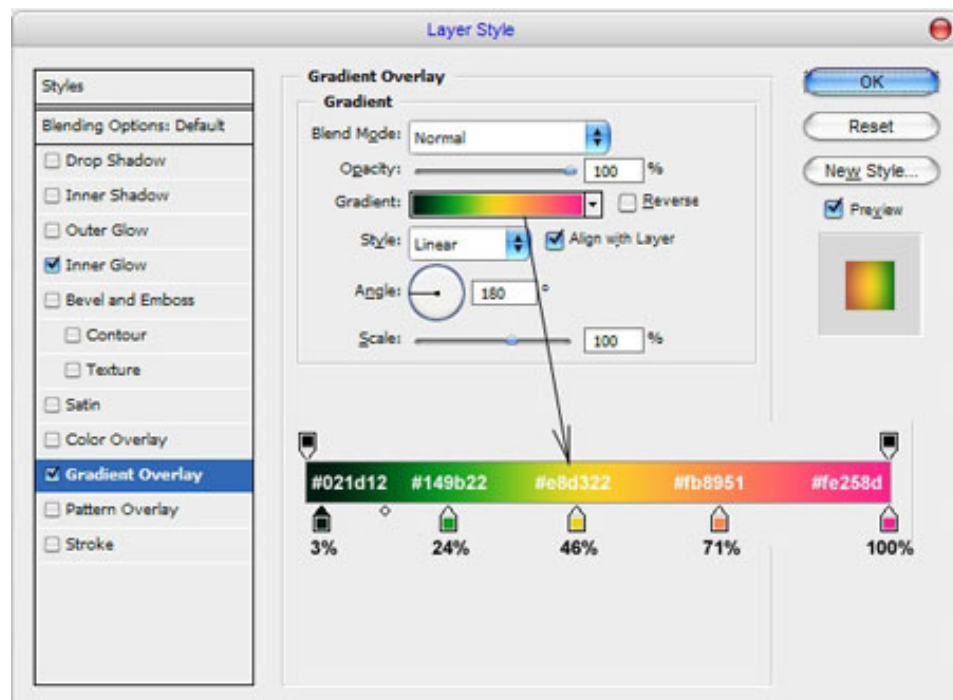 Layer Style
Styles
Blending Options: Default
Drop Shadow
Inner Shadow
Outer Glow
Inner Glow
Bevel and Emboss
Contour
Texture
Satin
Color Overlay
Gradient Overlay
Pattern Overlay
Stroke
Gradient Overlay
Gradient
Blend Mode: Normal
Opacity: 100 %
Gradient: Reverse
Style: Linear Align with Layer
Angle: 180 °
Scale: 100 %
#021d12 #149b22 #e8d322 #fb8951 #fe258d
3% 24% 46% 71% 100%
OK
Reset
New Style...
Preview